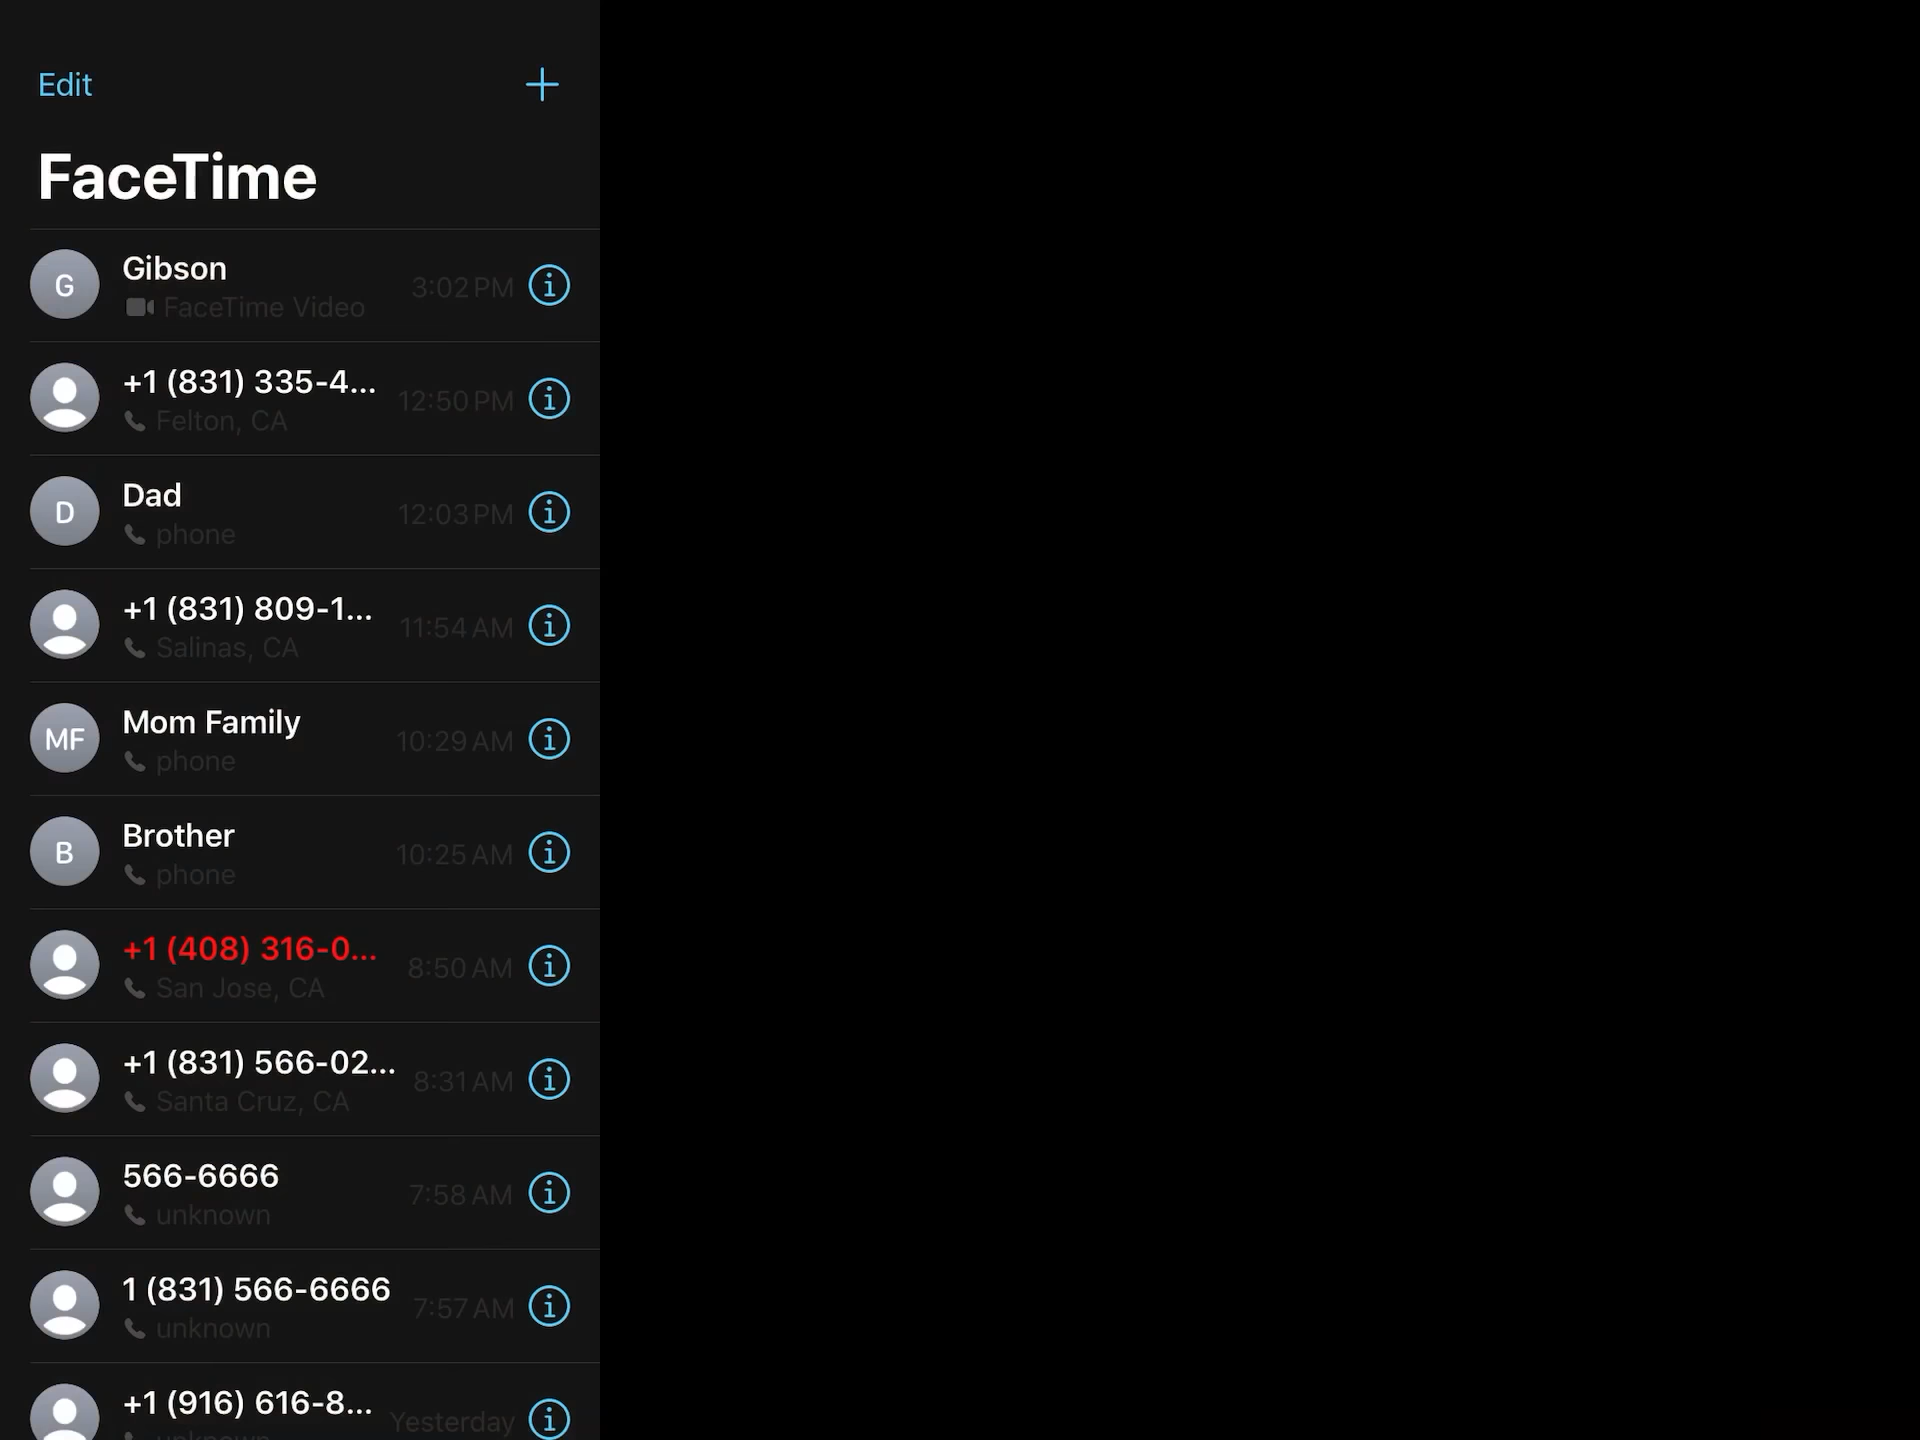 Edit
FaceTime
G
Gibson
FaceTime Video
3:02 PM
+1 (831) 335-4...
Felton, CA
12:50 PM
D
Dad
phone
12:03 PM
+1 (831) 809-1...
Salinas, CA
11:54 AM
MF
Mom Family
phone
10:29 AM
B
Brother
phone
10:25 AM
+1 (408) 316-0...
San Jose, CA
8:50 AM
+1 (831) 566-02...
Santa Cruz, CA
8:31 AM
566-6666
unknown
7:58 AM
1 (831) 566-6666
unknown
7:57 AM
+1 (916) 616-8...
unknown
Yesterday